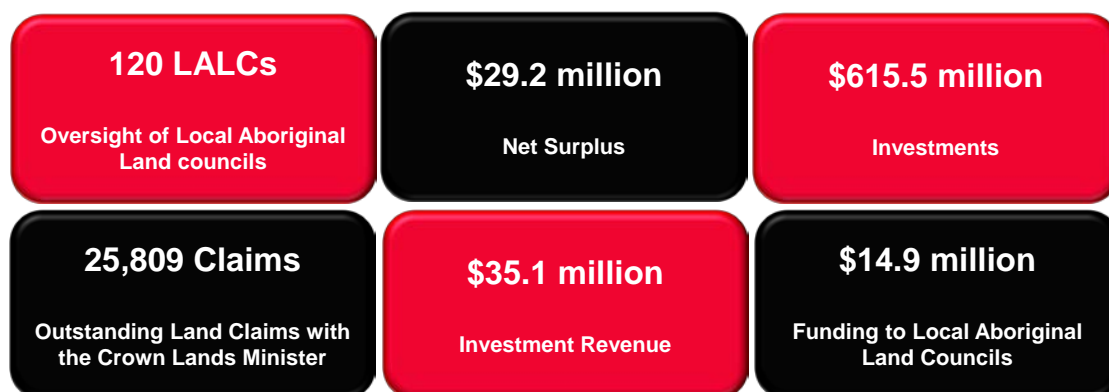 120 LALCs
Oversight of Local Aboriginal
Land councils
$29.2 million
Net Surplus
$615.5 million
Investments
25,809 Claims
Outstanding Land Claims with
the Crown Lands Minister
$35.1 million
Investment Revenue
$14.9 million
Funding to Local Aboriginal
Land Councils